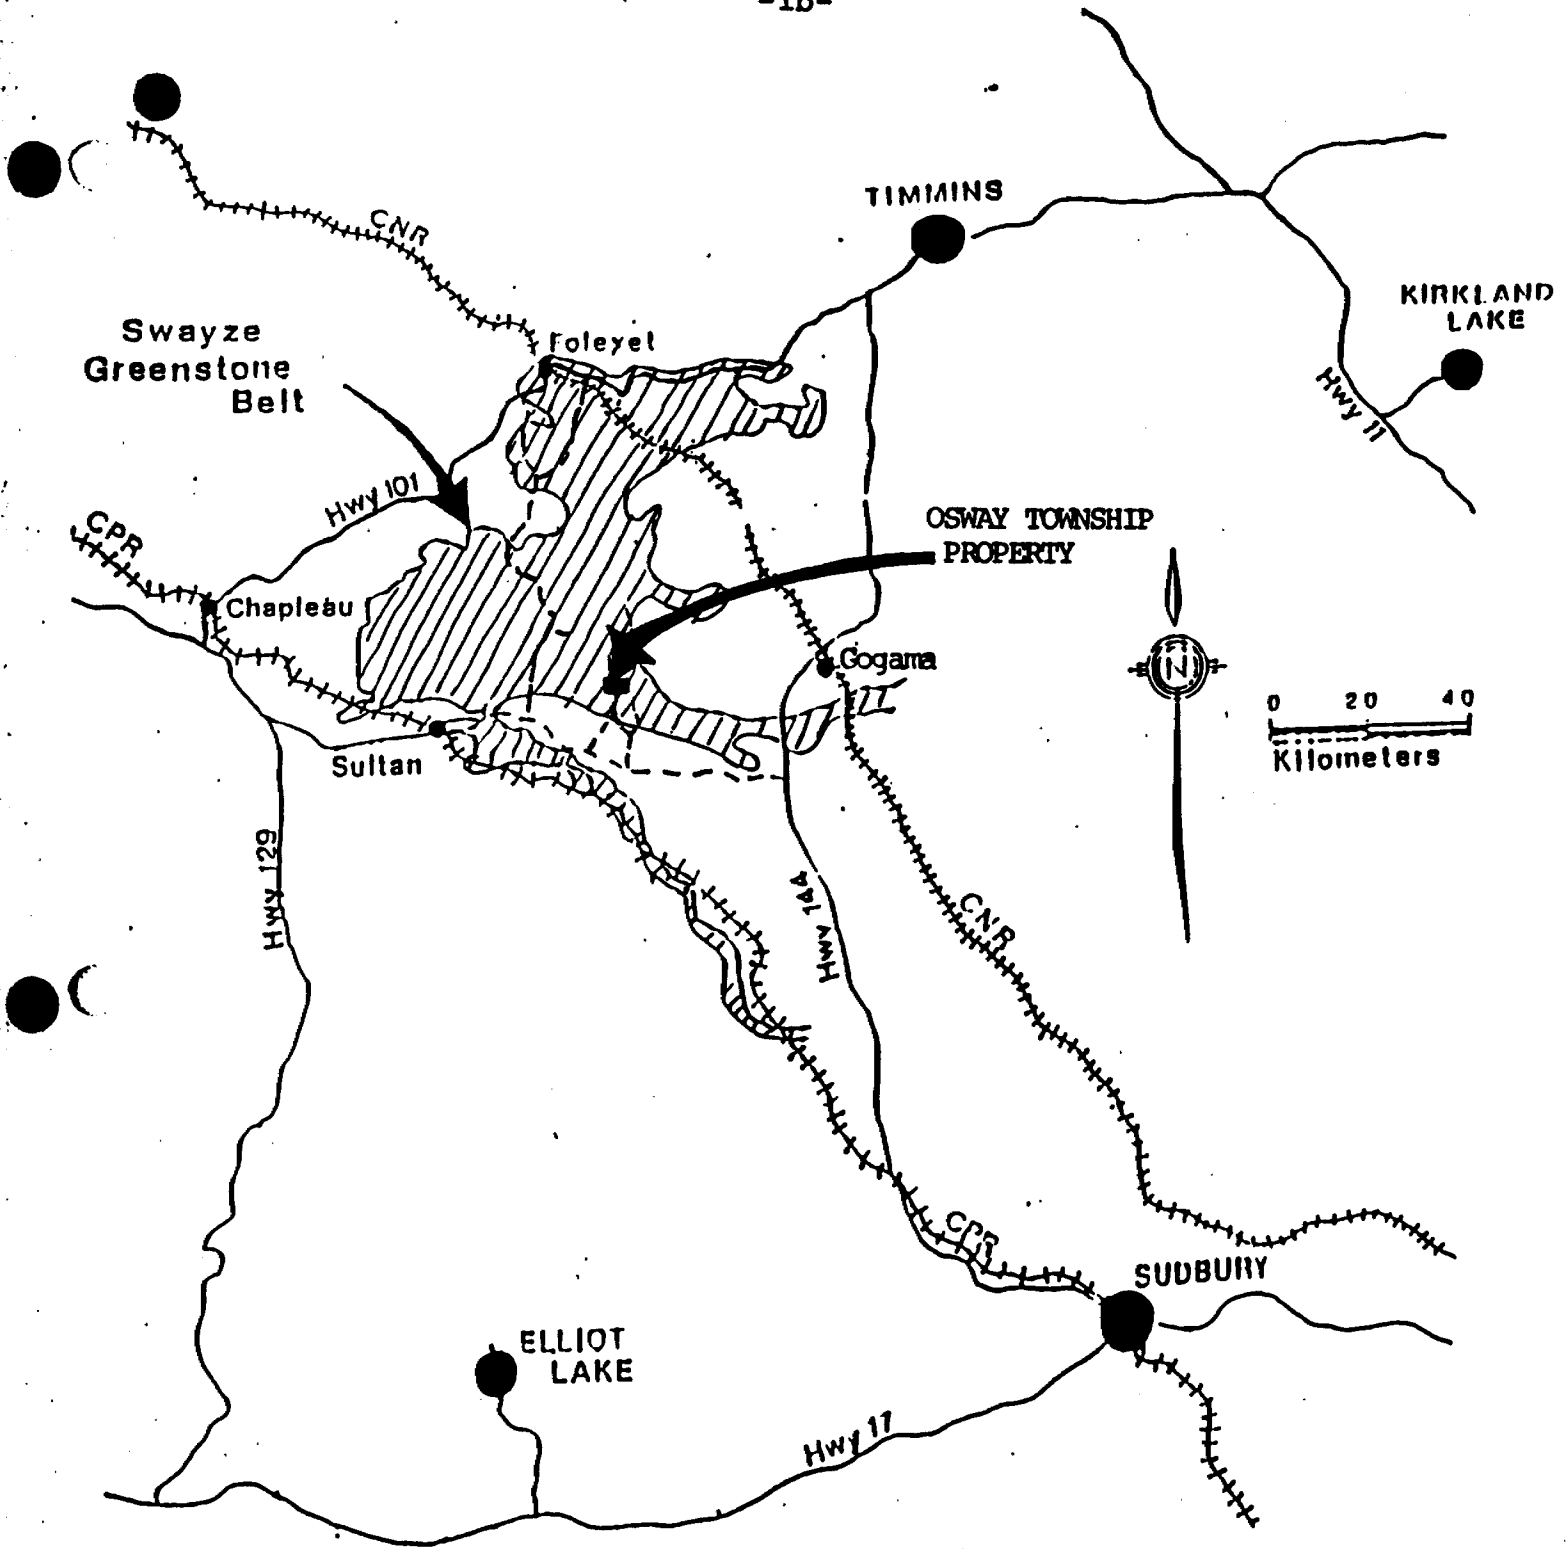 -1b-
CNR
TIMMINS
KIRKLAND
LAKE
Swayze
Greenstone
Belt
Foleyet
Hwy 11
Hwy 101
CPR
OSWAY TOWNSHIP
PROPERTY
Chapleau
Gogama
N
0 20 40
Kilometers
Sultan
Hwy 129
Hwy 144
CNR
CPR
SUDBURY
ELLIOT
LAKE
Hwy 17